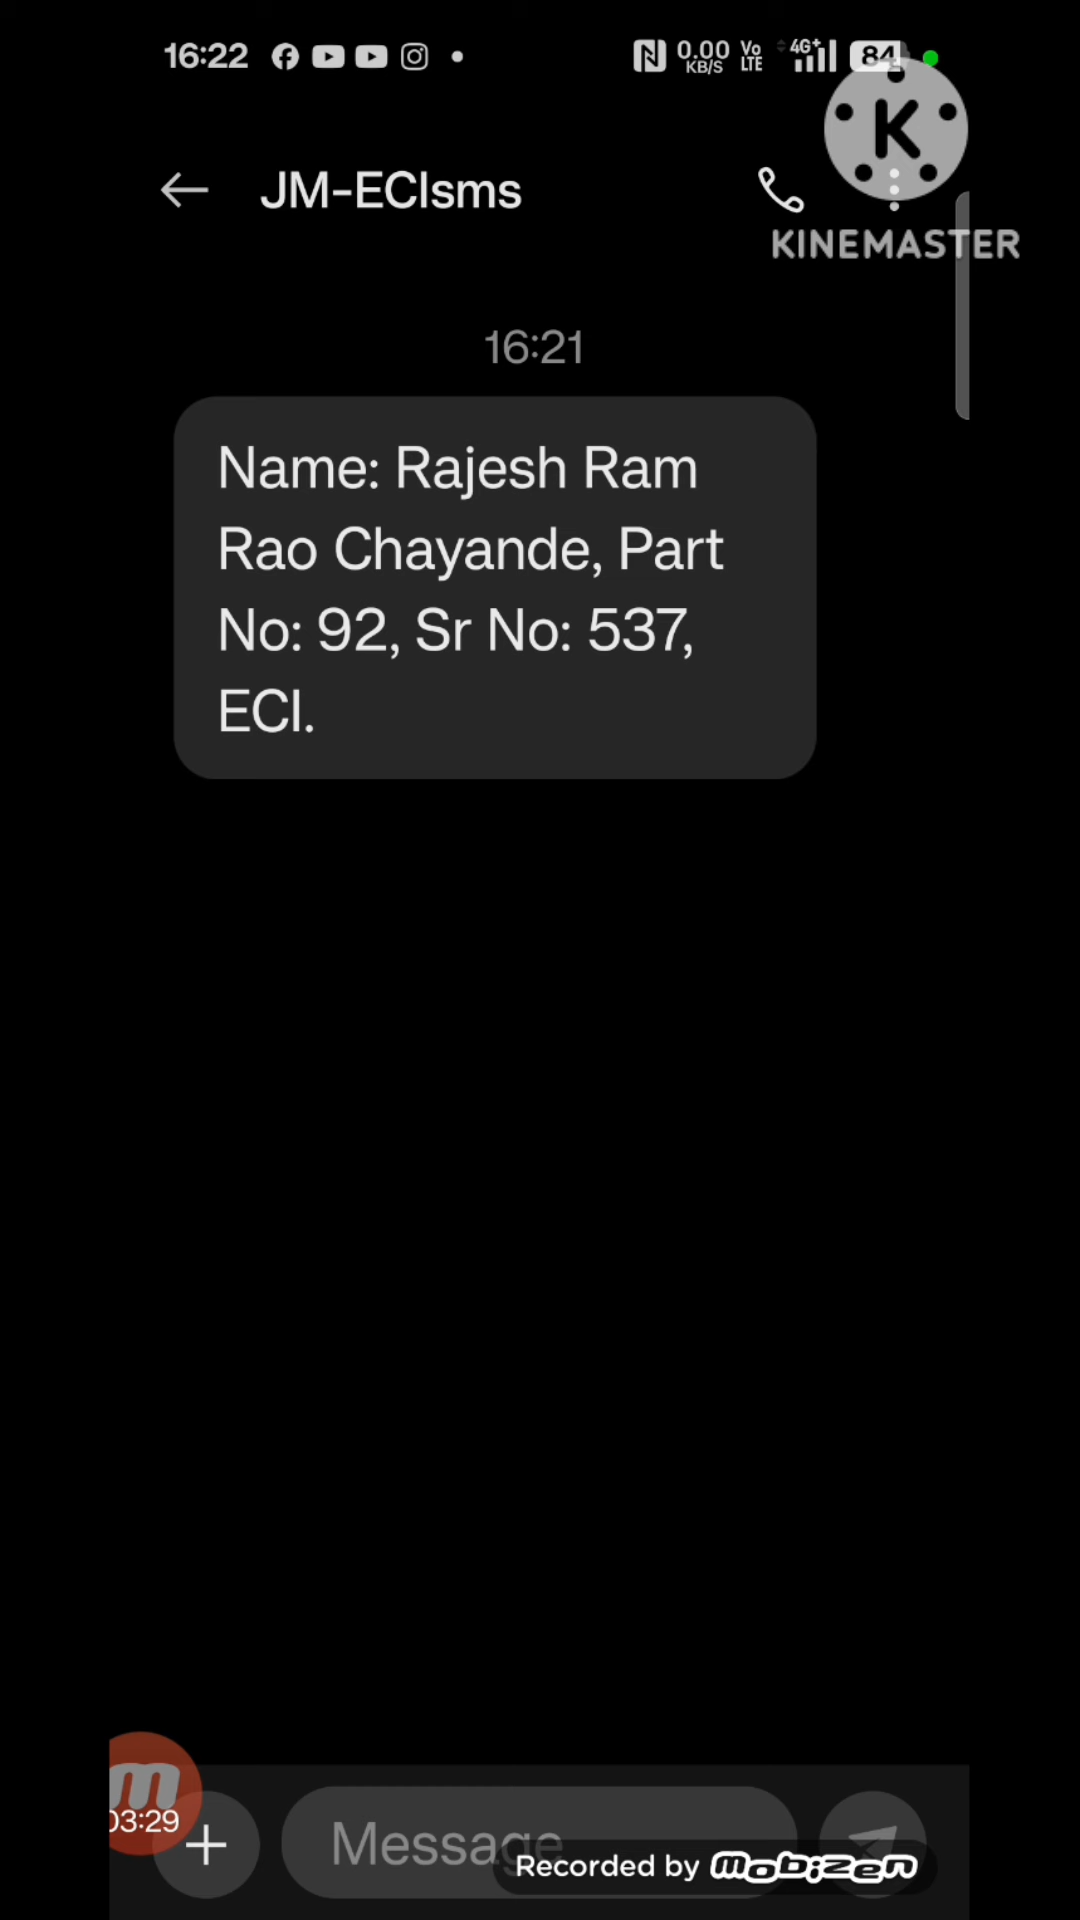 16:22 0.00 KB/S Vo LTE 4G+ 84
K
JM-ECIsms
KINEMASTER
16:21
Name: Rajesh Ram
Rao Chayande, Part
No: 92, Sr No: 537,
ECI.
03:29
Message
Recorded by mobizen